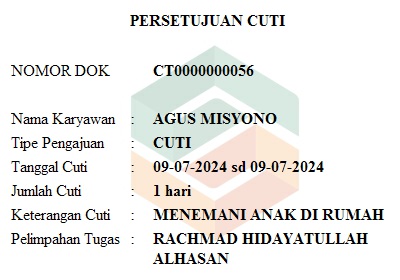 PERSETUJUAN CUTI
NOMOR DOK CT0000000056
Nama Karyawan : AGUS MISYONO
Tipe Pengajuan : CUTI
Tanggal Cuti : 09-07-2024 sd 09-07-2024
Jumlah Cuti : 1 hari
Keterangan Cuti : MENEMANI ANAK DI RUMAH
Pelimpahan Tugas : RACHMAD HIDAYATULLAH
ALHASAN